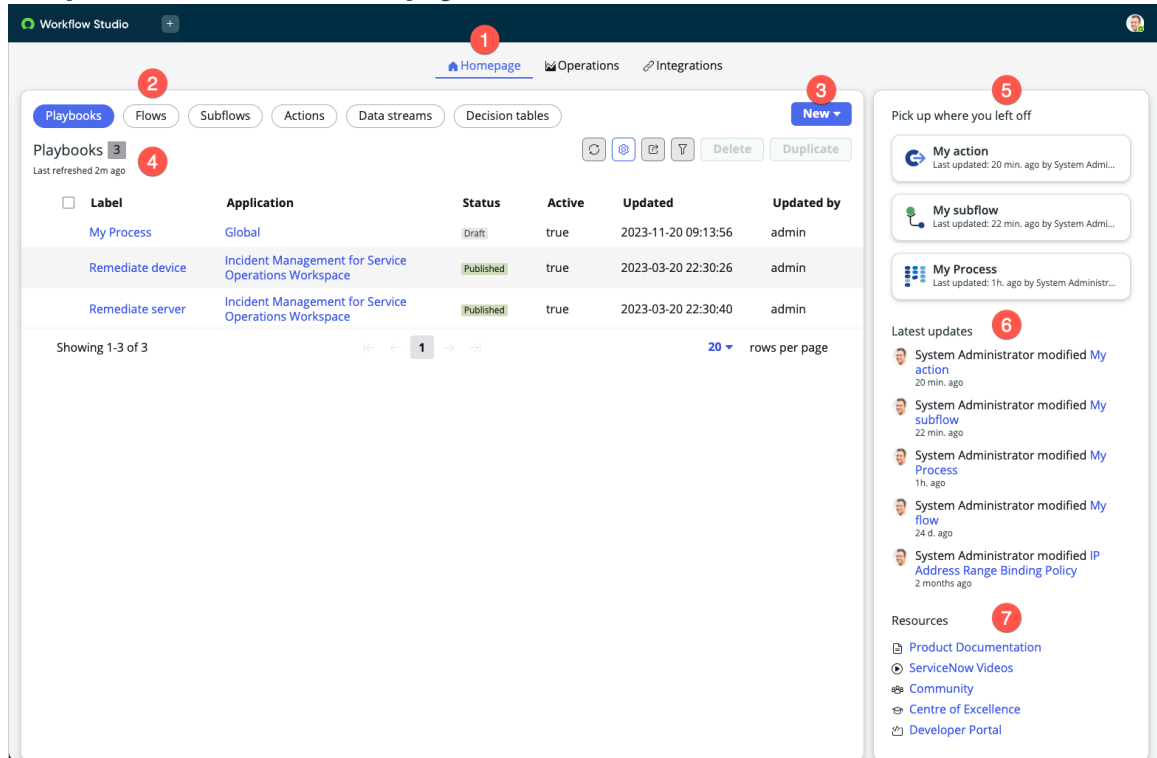 Workflow Studio +
1
Homepage Operations Integrations
2
3
5
Playbooks Flows Subflows Actions Data streams Decision tables New
Pick up where you left off
Playbooks 3
4
Last refreshed 2m ago
Delete Duplicate
My action
Last updated: 20 min. ago by System Admi...
Label Application Status Active Updated Updated by
My Process Global Draft true 2023-11-20 09:13:56 admin
Remediate device Incident Management for Service Operations Workspace Published true 2023-03-20 22:30:26 admin
Remediate server Incident Management for Service Operations Workspace Published true 2023-03-20 22:30:40 admin
Showing 1-3 of 3 1 20 rows per page
My subflow
Last updated: 22 min. ago by System Admi...
My Process
Last updated: 1h. ago by System Administr...
Latest updates
6
System Administrator modified My
action
20 min. ago
System Administrator modified My
subflow
22 min. ago
System Administrator modified My
Process
1h. ago
System Administrator modified My
flow
24 d. ago
System Administrator modified IP
Address Range Binding Policy
2 months ago
Resources
7
Product Documentation
ServiceNow Videos
Community
Centre of Excellence
Developer Portal